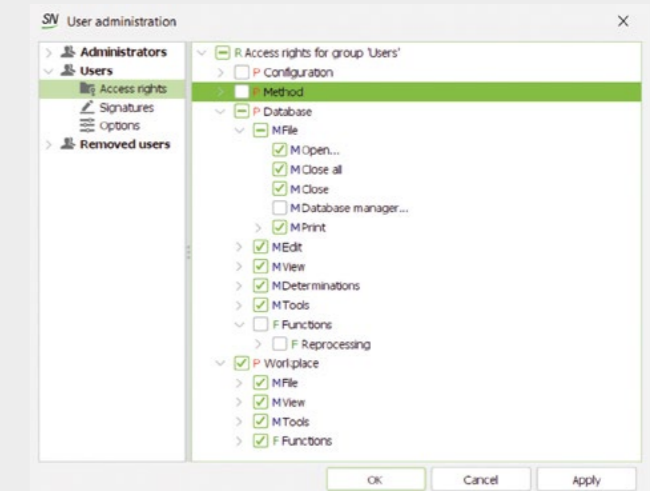 SN User administration
Administrators
Users
Access rights
Signatures
Options
Removed users
R Access rights for group 'Users'
P Configuration
P Method
P Database
M File
M Open...
M Close all
M Close
M Database manager...
M Print
M Edit
M View
M Determinations
M Tools
F Functions
F Reprocessing
P Workplace
M File
M View
M Tools
F Functions
OK Cancel Apply